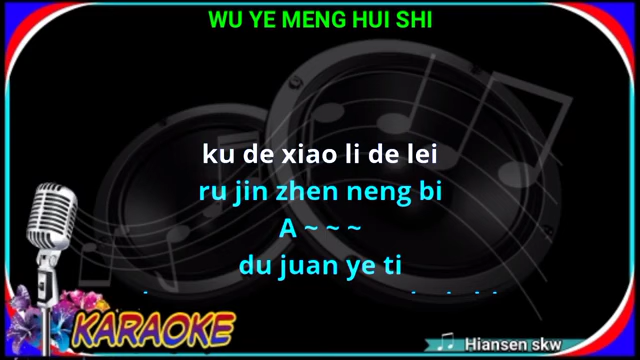 WU YE MENG HUI SHI
ku de xiao li de lei
ru jin zhen neng bi
A ~ ~ ~
du juan ye ti
KARAOKE
Hiansen skw